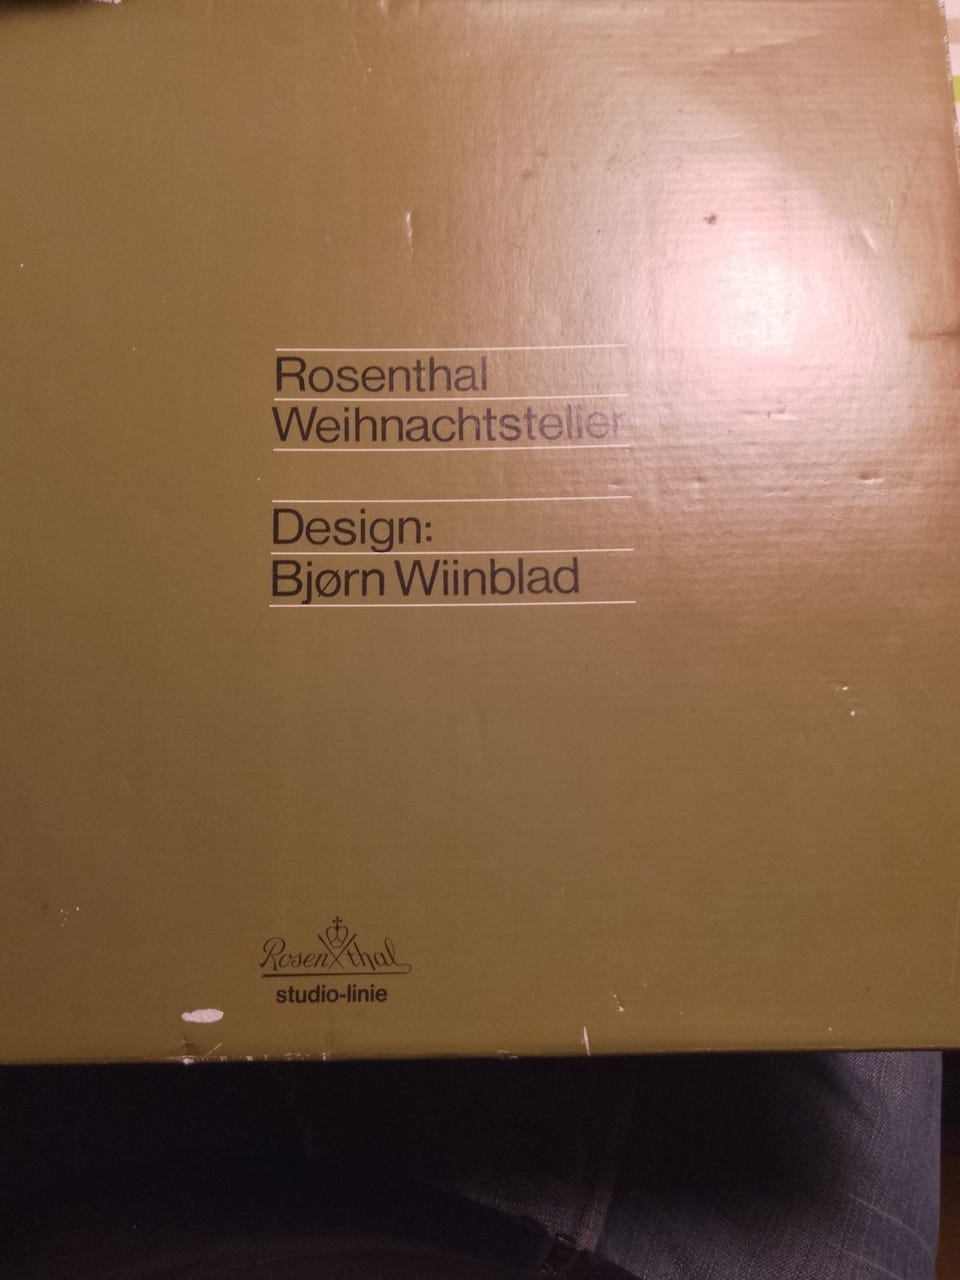 Rosenthal
Weihnachtsteller
Design:
Bjørn Wiinblad
Rosenthal
studio-linie